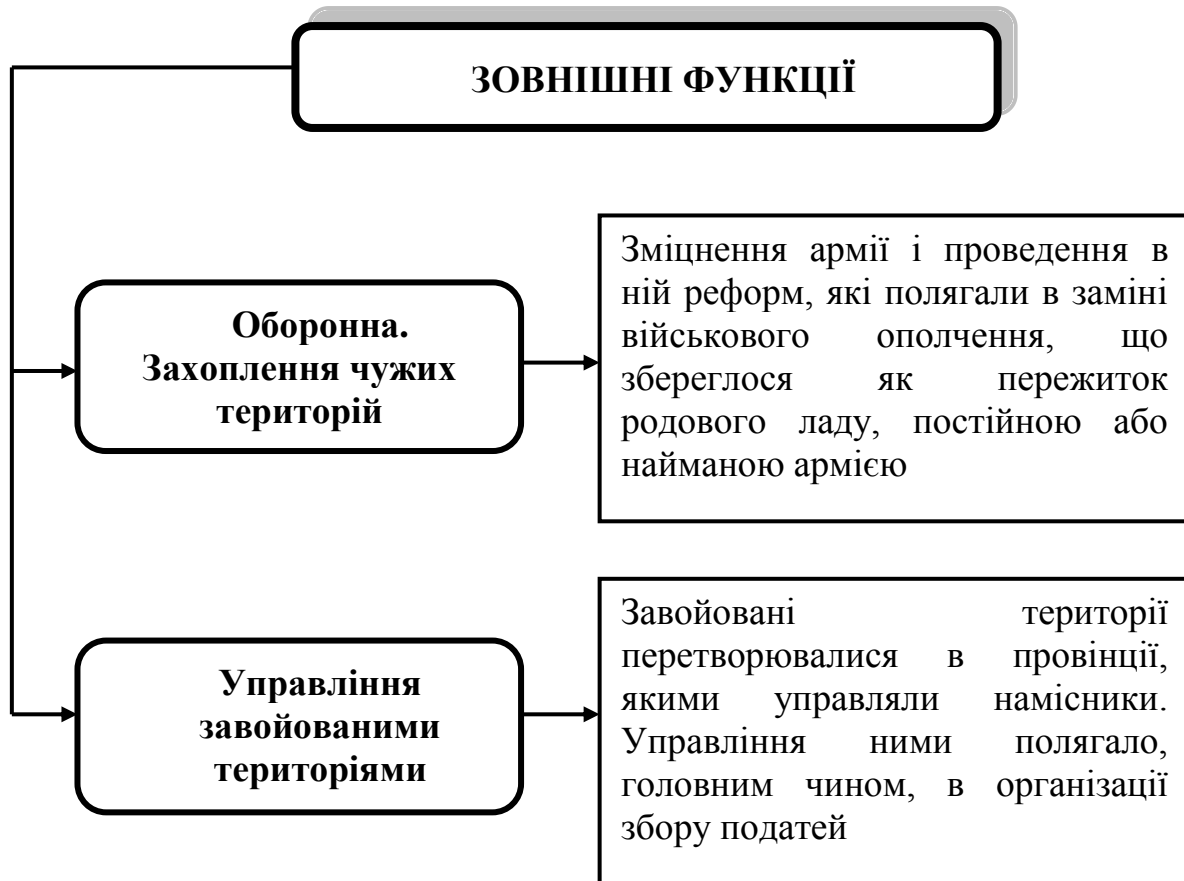 ЗОВНІШНІ ФУНКЦІЇ
Оборонна.
Захоплення чужих
територій
Зміцнення армії і проведення в
ній реформ, які полягали в заміні
військового ополчення, що
збереглося як пережиток
родового ладу, постійною або
найманою армією
Управління
завойованими
територіями
Завойовані території
перетворювалися в провінції,
якими управляли намісники.
Управління ними полягало,
головним чином, в організації
збору податей